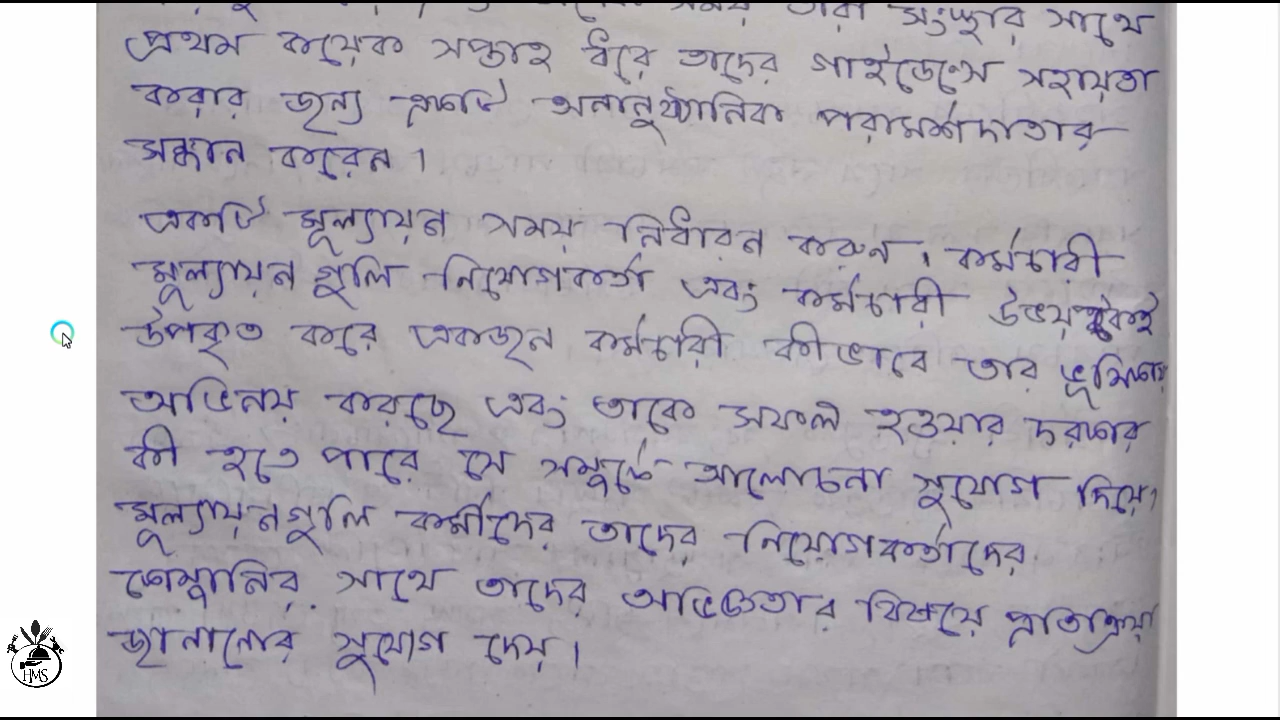 সময় তারা সংস্থার সাথে
প্রথম কয়েক সপ্তাহ ধরে তাদের গাইডেন্সে সহায়তা
করার জন্য একটি অনানুষ্ঠানিক পরামর্শদাতার
সন্ধান করেন।
একটি মূল্যায়ন সময় নির্ধারন করুন। কর্মচারী
মূল্যায়ন গুলি নিয়োগকর্তা এবং কর্মচারী উভয়কেই
উপকৃত করে একজন কর্মচারী কীভাবে তার ভূমিকায়
অভিনয় করছে এবং তাকে সফল হওয়ার দরকার
কী হতে পারে সে সম্পর্কে আলোচনা সুযোগ দিয়ে।
মূল্যায়নগুলি কর্মীদের তাদের নিয়োগকর্তাদের
কোম্পানির সাথে তাদের অভিজ্ঞতার বিষয়ে প্রতিক্রিয়া
জানানোর সুযোগ দেয়।
HMS